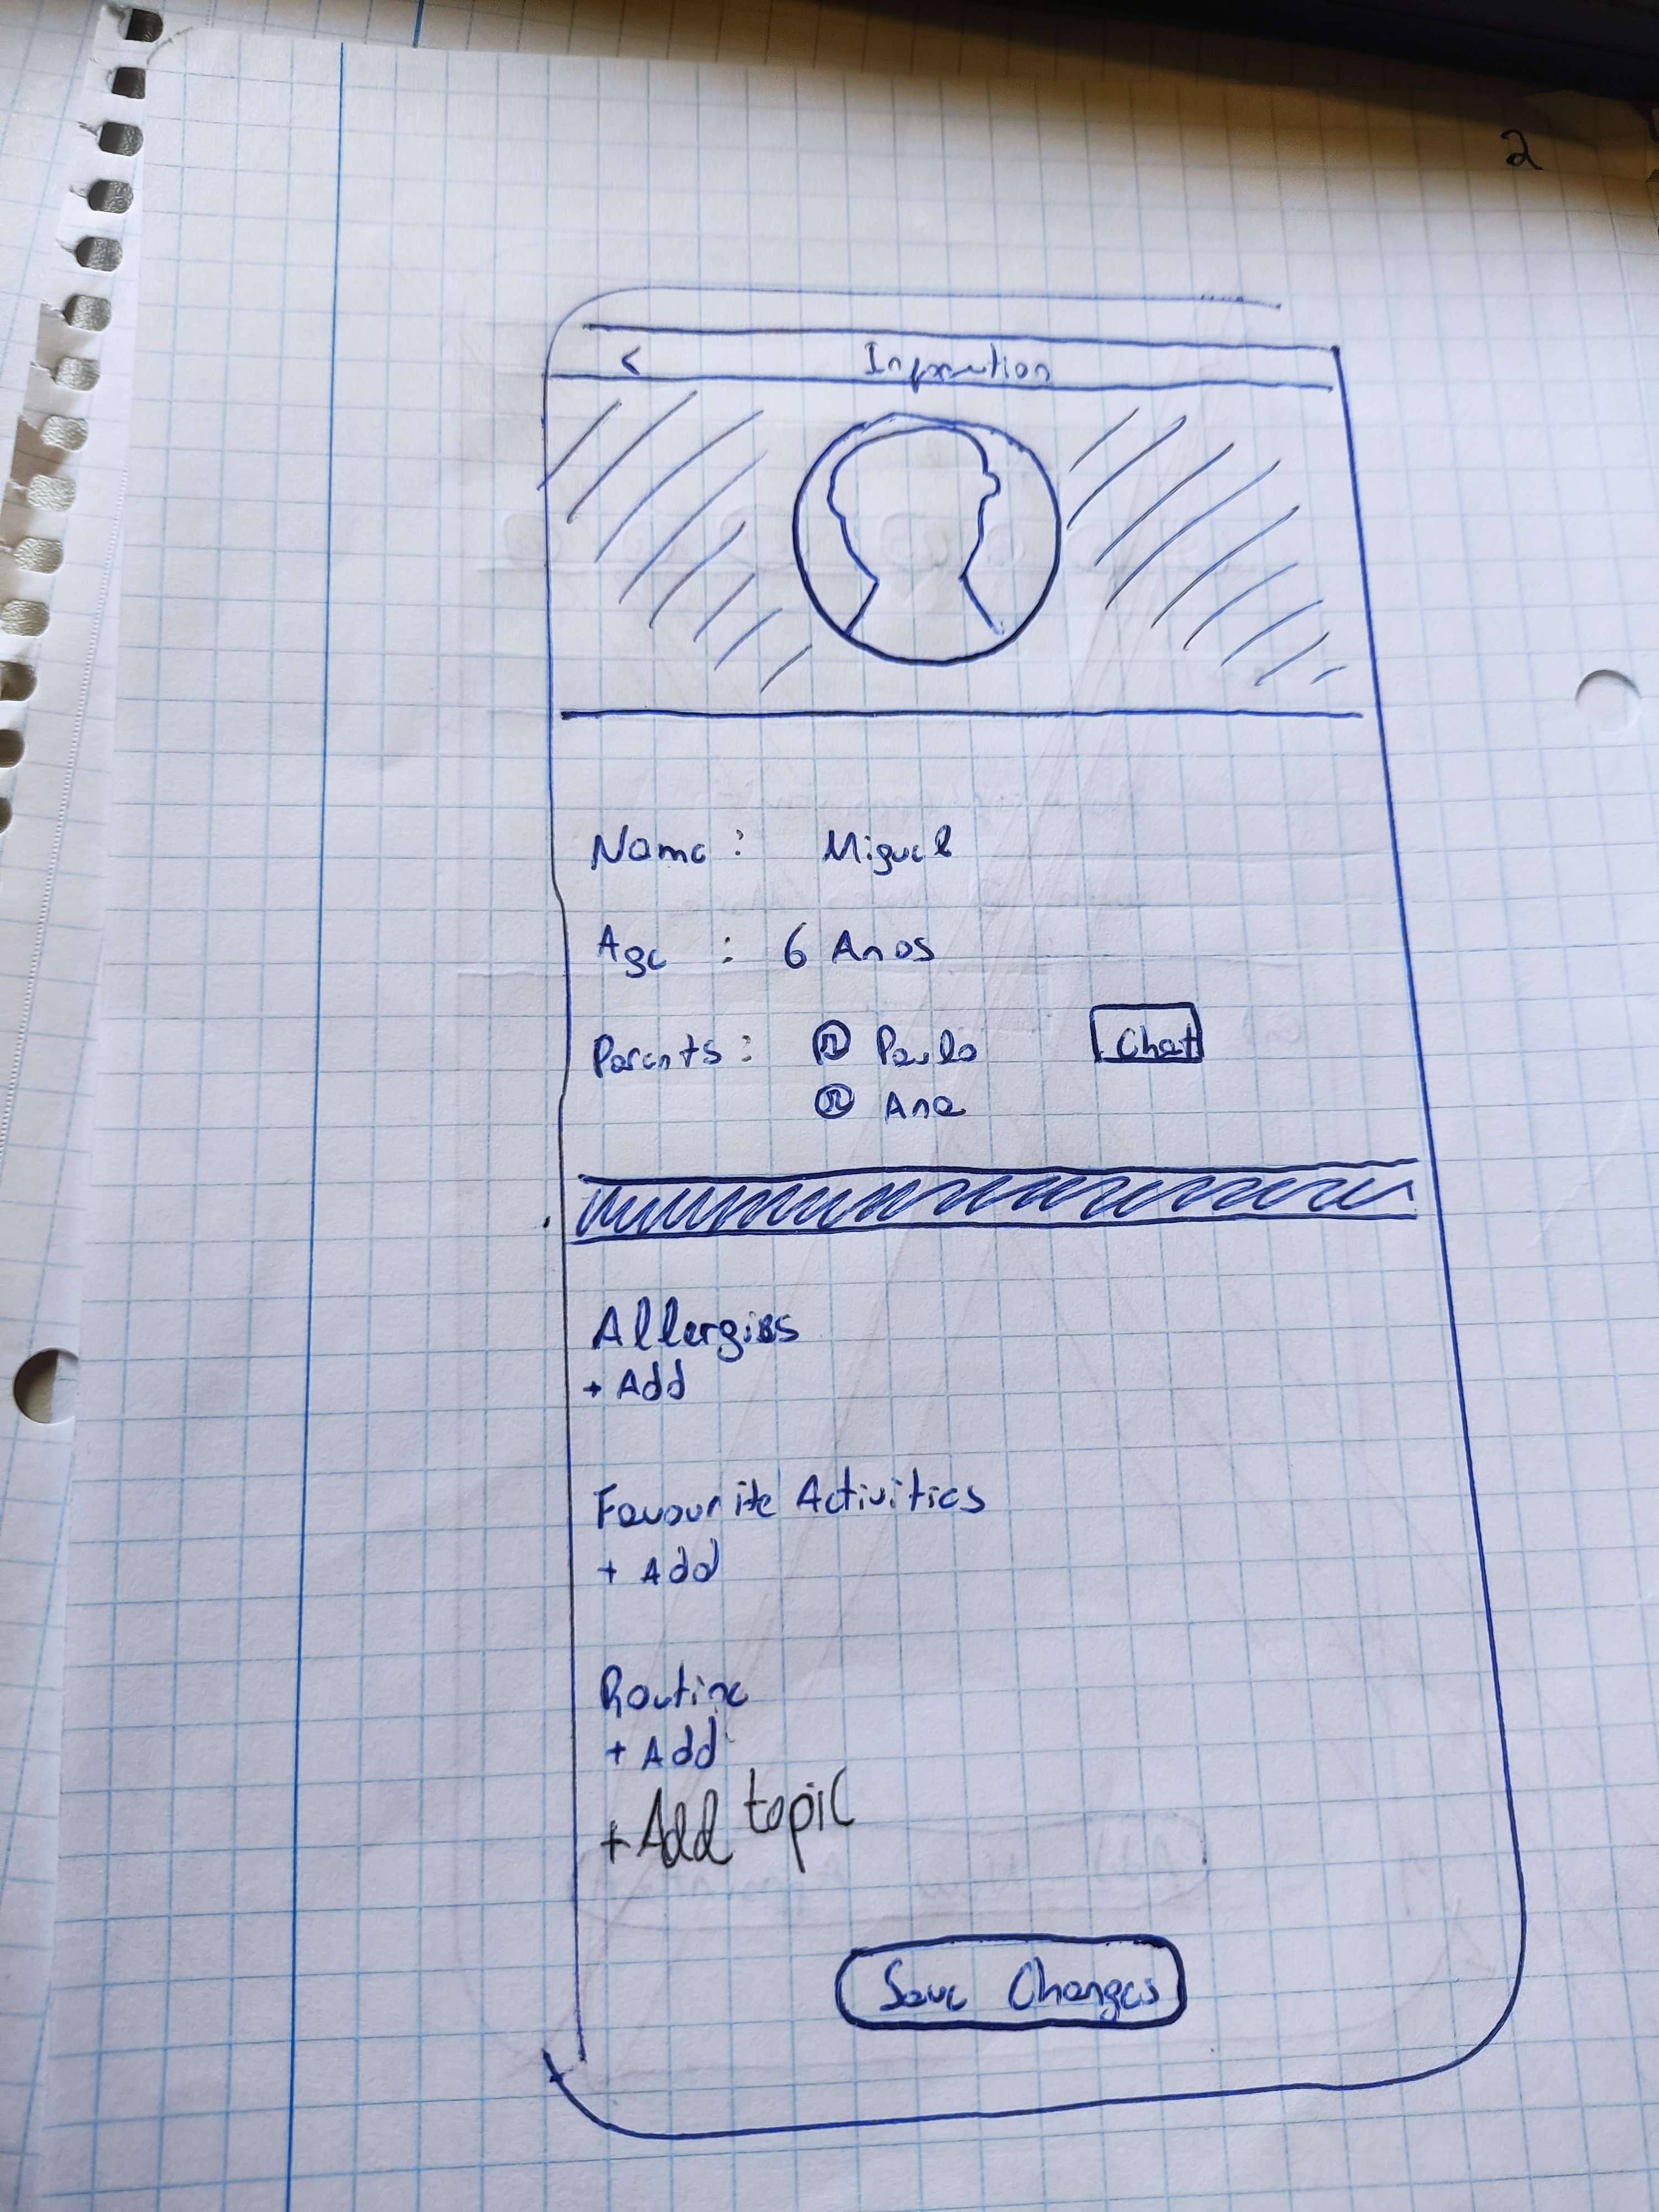 2
< Information
Name: Miguel
Age : 6 Anos
Parents: Paulo Chat
Ana
Allergies
+ Add
Favourite Activities
+ Add
Routine
+ Add
+ Add topic
Save Changes